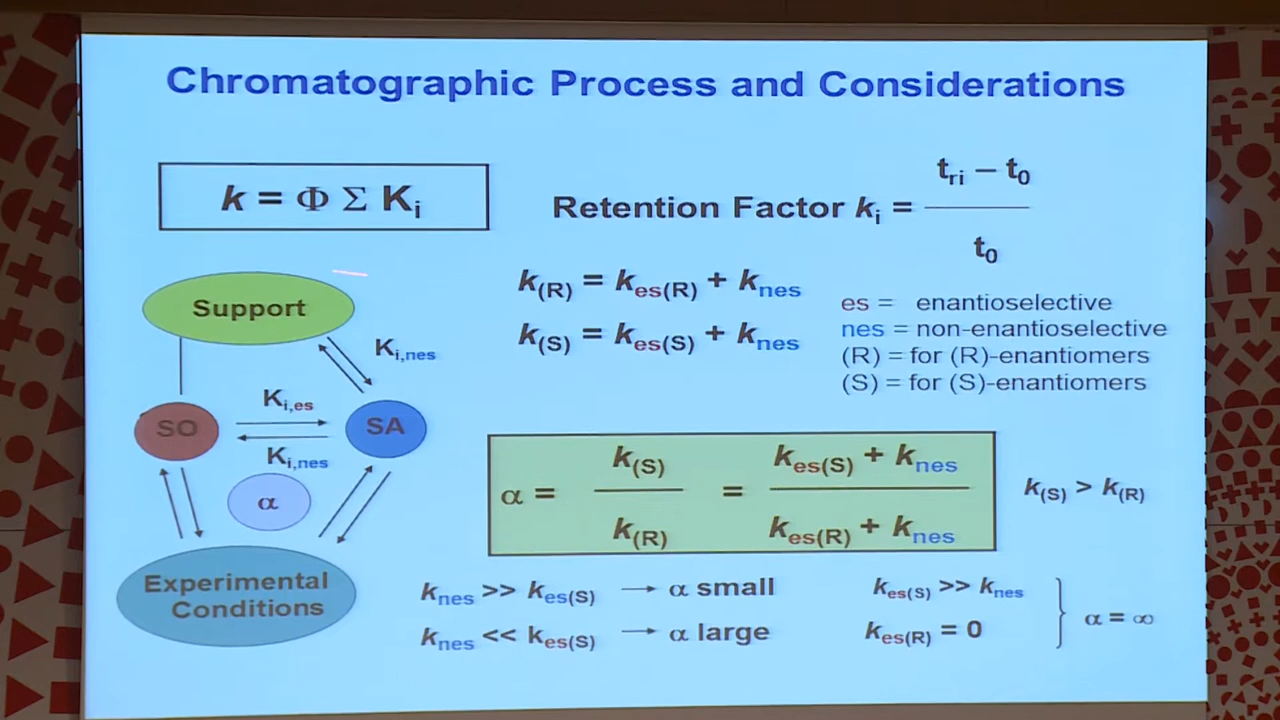 Chromatographic Process and Considerations
k = Φ Σ Ki
Retention Factor ki = tri – t0
t0
k(R) = kes(R) + knes
k(S) = kes(S) + knes
es = enantioselective
nes = non-enantioselective
(R) = for (R)-enantiomers
(S) = for (S)-enantiomers
Support
Ki,nes
Ki,es
SO
SA
Ki,nes
α
Experimental
Conditions
α = k(S) = kes(S) + knes
k(R) kes(R) + knes
k(S) > k(R)
knes >> kes(S) → α small
knes << kes(S) → α large
kes(S) >> knes
kes(R) = 0
} α = ∞